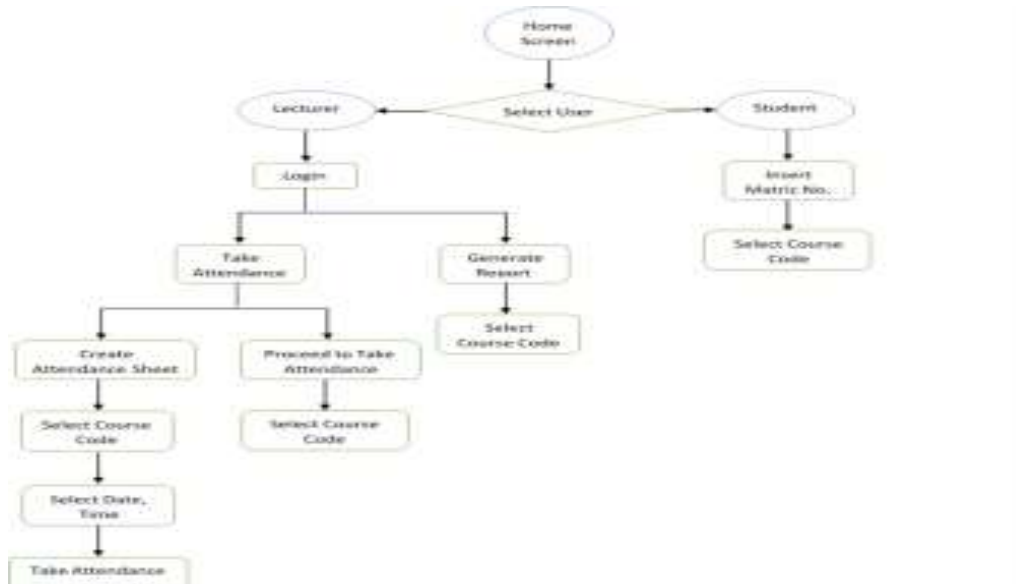 Home
Screen
Lecturer
Select User
Student
Login
Insert
Matric No.
Take
Attendance
Generate
Report
Select Course
Code
Create
Attendance Sheet
Proceed to Take
Attendance
Select
Course Code
Select Course
Code
Select Course
Code
Select Date,
Time
Take Attendance